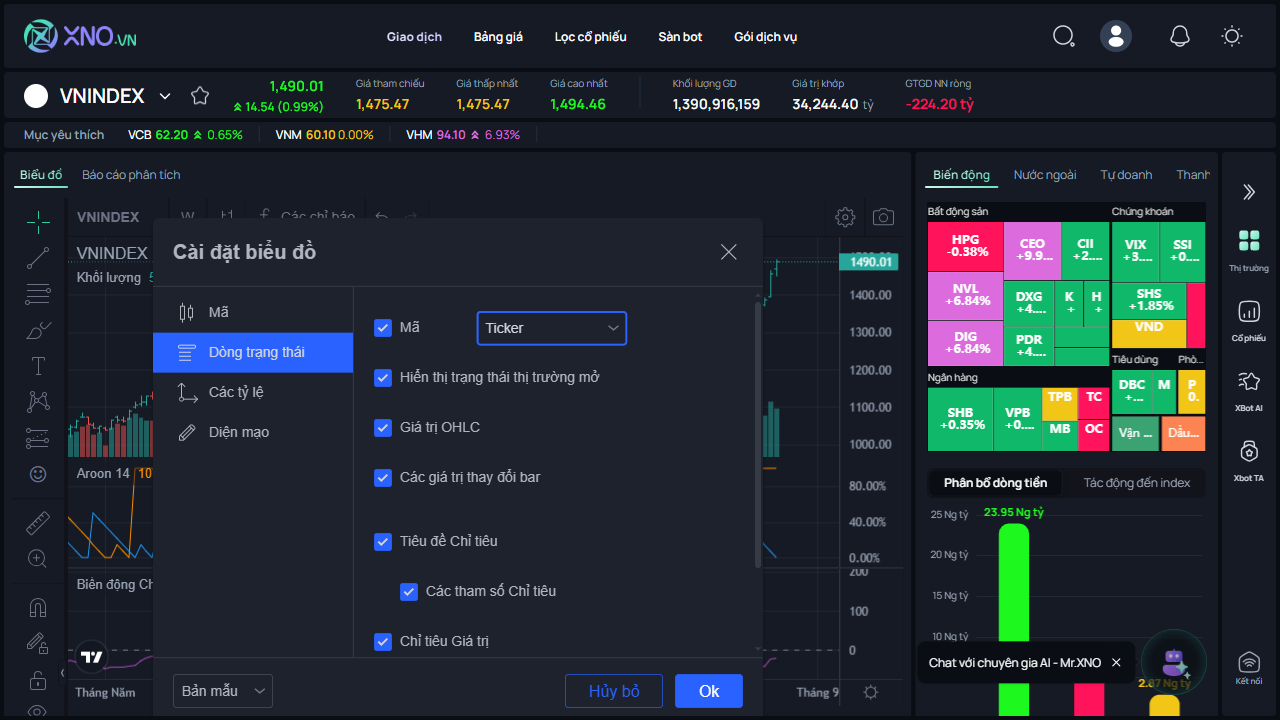 XNO.VN
Giao dịch Bảng giá Lọc cổ phiếu Sàn bot Gói dịch vụ
VNINDEX
1,490.01
14.54 (0.99%)
Giá tham chiếu
1,475.47
Giá thấp nhất
1,475.47
Giá cao nhất
1,494.46
Khối lượng GD
1,390,916,159
Giá trị khớp
34,244.40 tỷ
GTGD NN ròng
-224.20 tỷ
Mục yêu thích VCB 62.20 0.65% VNM 60.10 0.00% VHM 94.10 6.93%
Biểu đồ Báo cáo phân tích
VNINDEX W Các chỉ báo
VNINDEX
Khối lượng
Aroon 14 10
Biến động Ch
Tháng Năm
Tháng 9
1490.01
1400.00
1300.00
1200.00
1100.00
1000.00
80.00%
40.00%
0.00%
200
100
0
Cài đặt biểu đồ
Mã
Dòng trạng thái
Các tỷ lệ
Diện mạo
Mã Ticker
Hiển thị trạng thái thị trường mở
Giá trị OHLC
Các giá trị thay đổi bar
Tiêu đề Chỉ tiêu
Các tham số Chỉ tiêu
Chỉ tiêu Giá trị
Bản mẫu Hủy bỏ Ok
Biến động Nước ngoài Tự doanh Thanh
Bất động sản
HPG
-0.38%
CEO
+9.9...
CII
+2....
NVL
+6.84%
DXG
+4....
K
+
H
+
DIG
+6.84%
PDR
+4....
Chứng khoán
VIX
+3....
SSI
+0....
SHS
+1.85%
VND
Ngân hàng
SHB
+0.35%
VPB
+0....
TPB
TC
MB
OC
Tiêu dùng
DBC
+...
M
Phò...
P
0.
Vận ...
Dầu...
Phân bổ dòng tiền Tác động đến index
25 Ng tỷ
20 Ng tỷ
15 Ng tỷ
10 Ng tỷ
23.95 Ng tỷ
2.67 Ng tỷ
Chat với chuyên gia AI - Mr.XNO
Thị trường
Cổ phiếu
XBot AI
Xbot TA
Kết nối